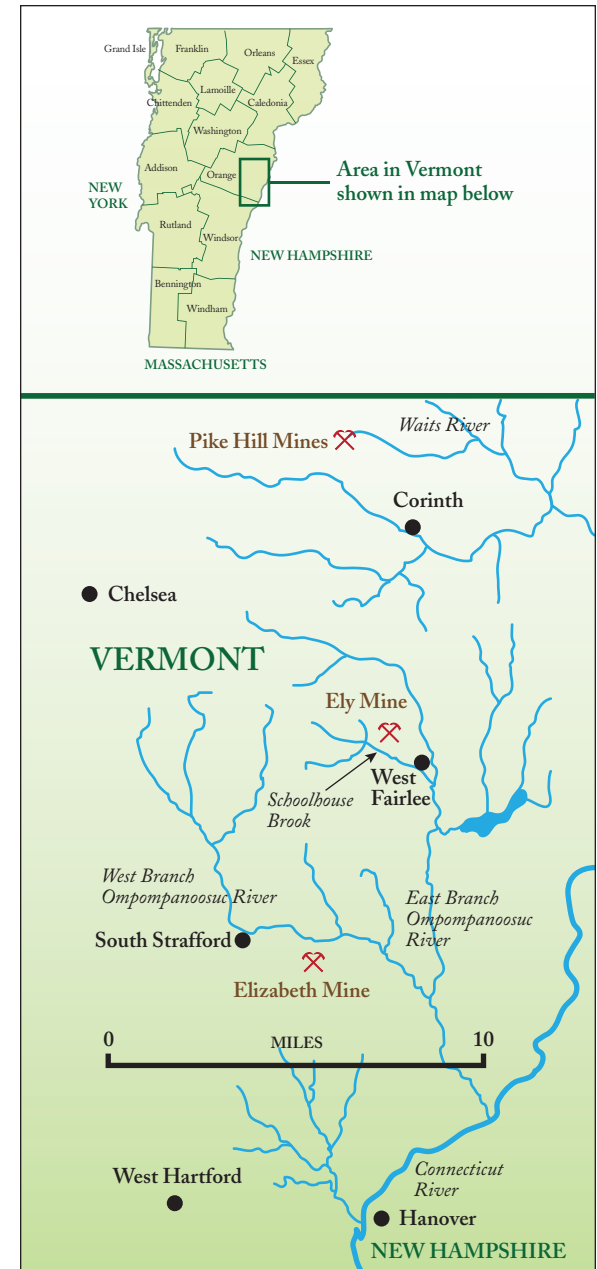 Grand Isle
Franklin
Orleans
Essex
Lamoille
Chittenden
Caledonia
Washington
Addison
Orange
Area in Vermont
shown in map below
NEW
YORK
Rutland
Windsor
NEW HAMPSHIRE
Bennington
Windham
MASSACHUSETTS
Waits River
Pike Hill Mines
Corinth
Chelsea
VERMONT
Ely Mine
West
Fairlee
Schoolhouse
Brook
West Branch
Ompompanoosuc River
East Branch
Ompompanoosuc
River
South Strafford
Elizabeth Mine
0
MILES
10
West Hartford
Connecticut
River
Hanover
NEW HAMPSHIRE